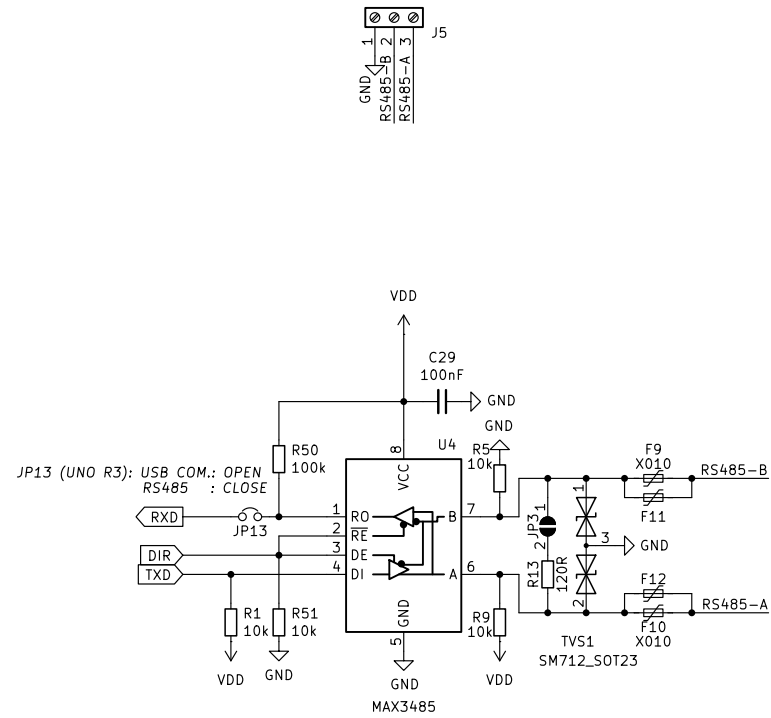 J5
1
2
3
GND
RS485-B
RS485-A
VDD
C29
100nF
GND
GND
R50
100k
8
U4
R5
10k
F9
X010
RS485-B
JP13 (UNO R3): USB COM.: OPEN
RS485 : CLOSE
VCC
F11
RXD
JP13
1
RO
B
7
JP3
1
2
1
2
RE
3
GND
DIR
3
DE
TXD
4
DI
A
6
R13
120R
F12
RS485-A
2
F10
X010
R1
10k
R51
10k
GND
5
R9
10k
TVS1
SM712_SOT23
VDD
GND
GND
VDD
MAX3485